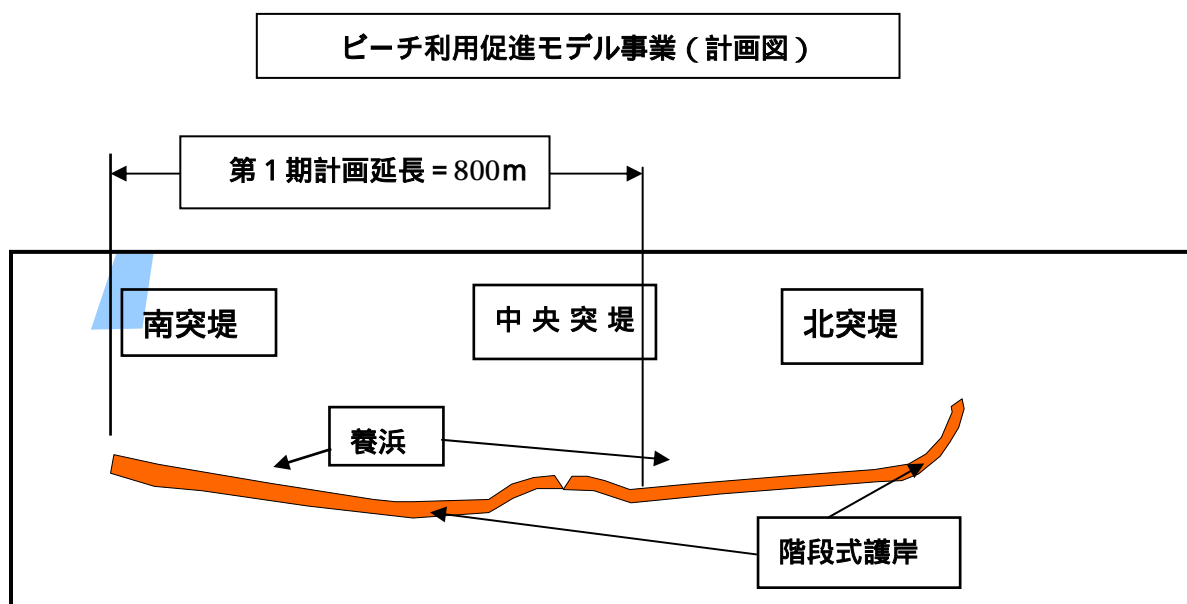 ビーチ利用促進モデル事業（計画図）
第１期計画延長＝800m
南突堤
中央突堤
北突堤
養浜
階段式護岸